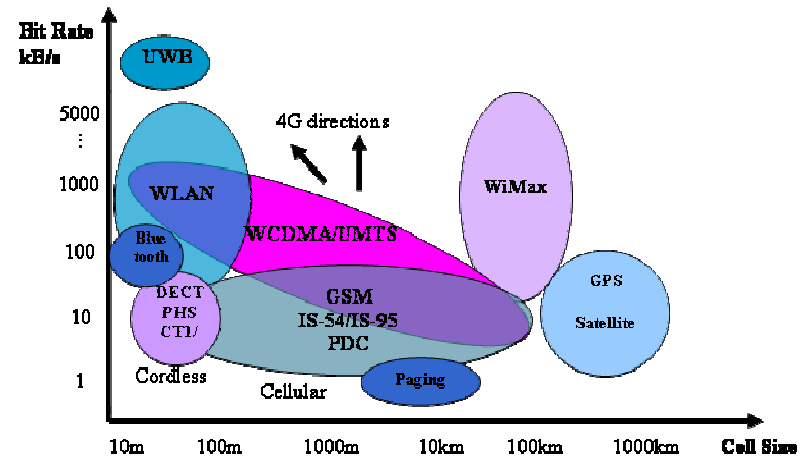 Bit Rate
kB/s
UWB
5000
⋮
1000
100
10
1
4G directions
WLAN
WiMax
WCDMA/UMTS
Blue
tooth
DECT
PHS
CT1/
Cordless
GSM
IS-54/IS-95
PDC
GPS
Satellite
Cellular
Paging
10m
100m
1000m
10km
100km
1000km
Cell Size